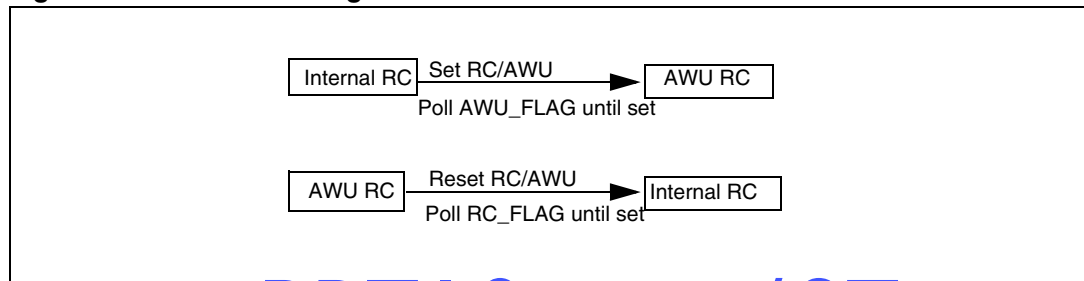 Internal RC
Set RC/AWU
AWU RC
Poll AWU_FLAG until set
AWU RC
Reset RC/AWU
Internal RC
Poll RC_FLAG until set